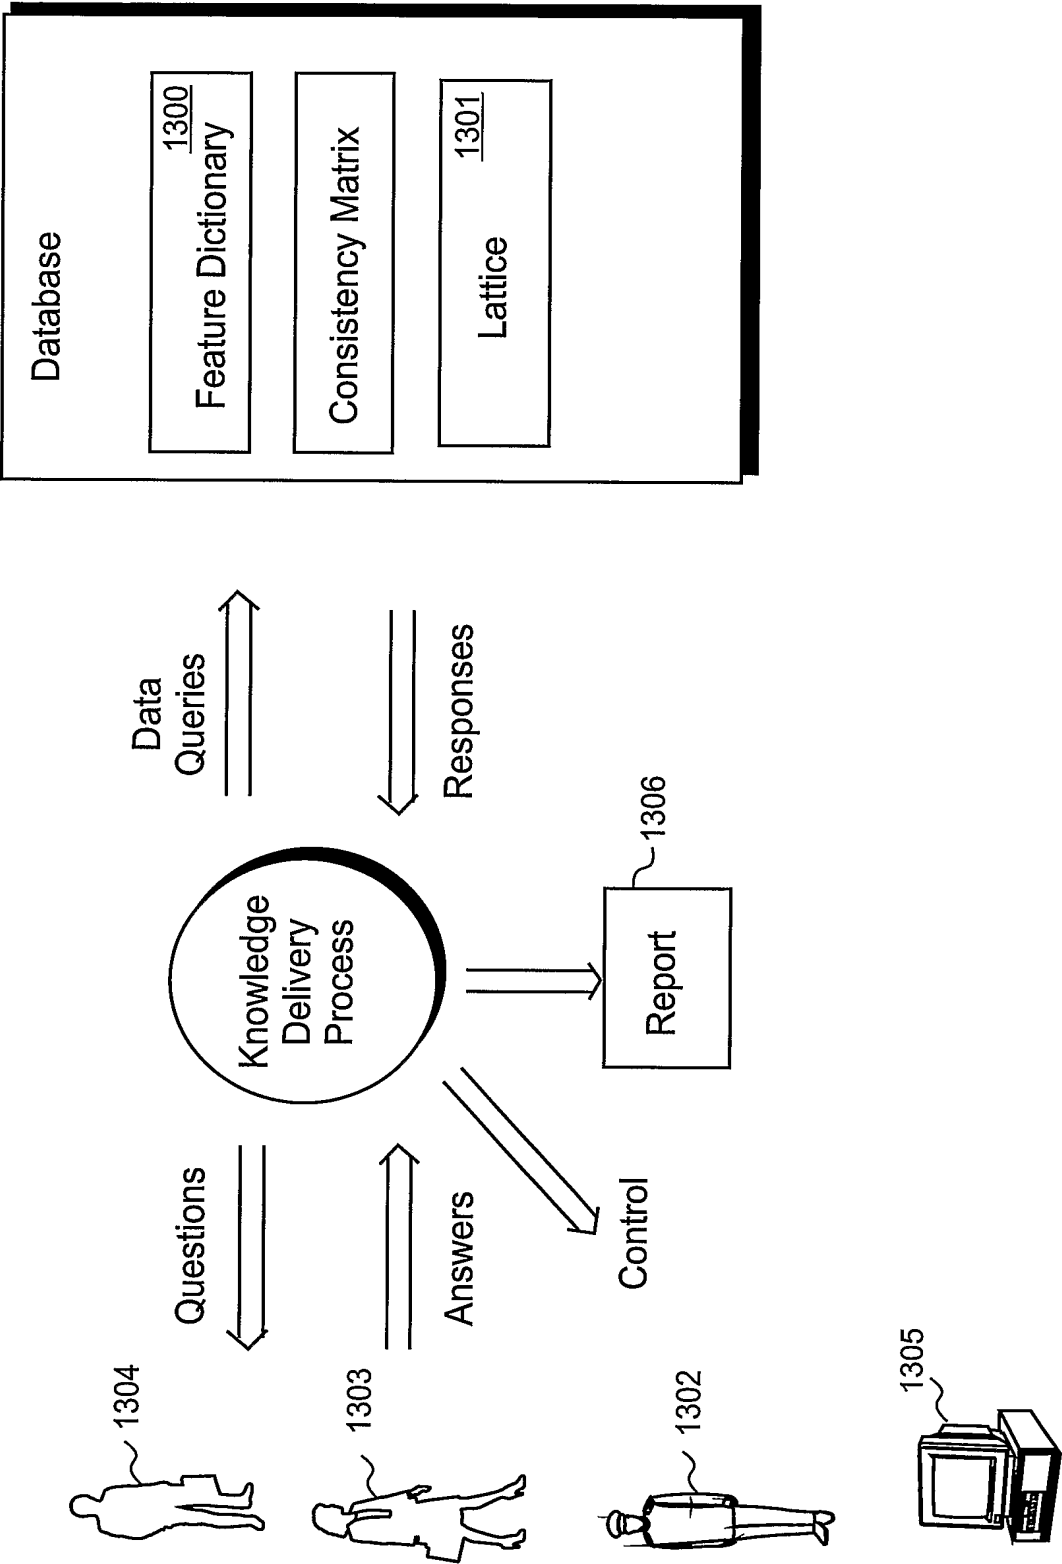 Database
1300
Feature Dictionary
Consistency Matrix
1301
Lattice
Data
Queries
Responses
Knowledge
Delivery
Process
1306
Report
Questions
Answers
Control
1304
1303
1302
1305